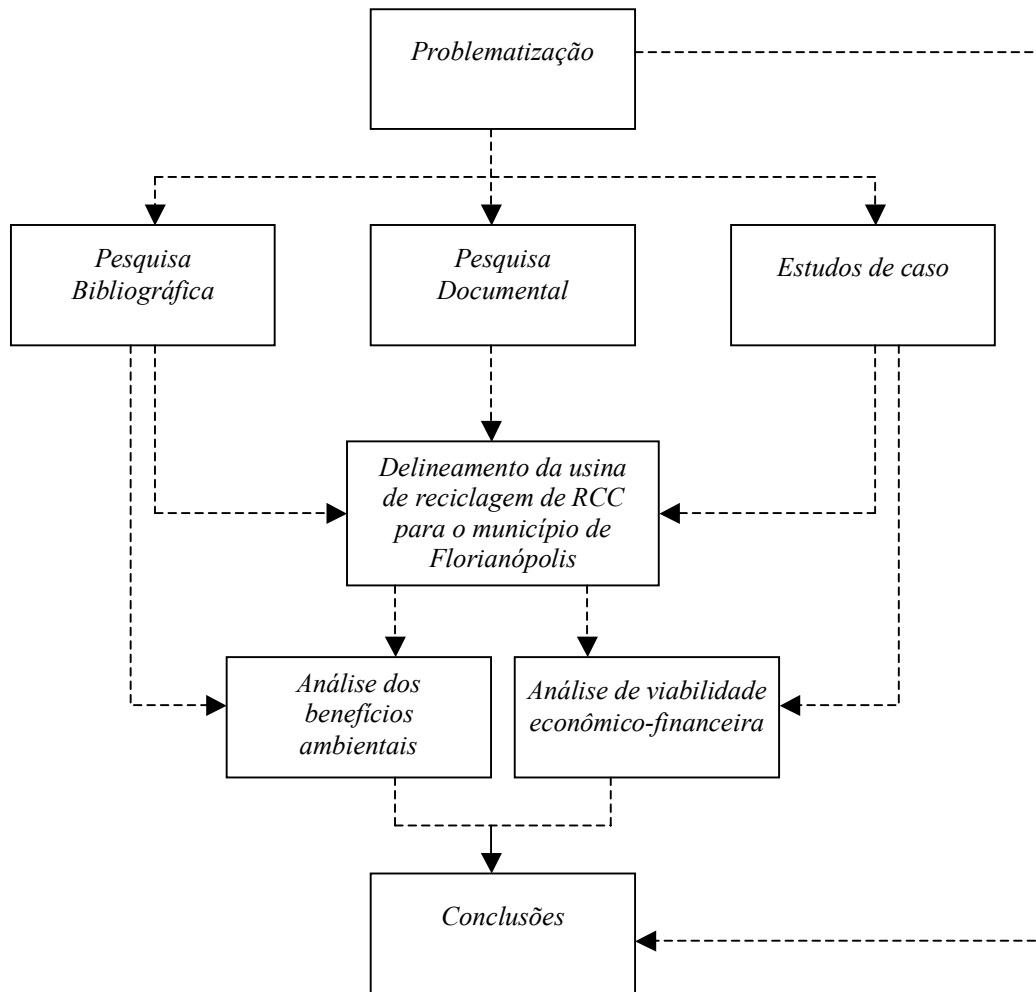 Problematização
Pesquisa
Bibliográfica
Pesquisa
Documental
Estudos de caso
Delineamento da usina
de reciclagem de RCC
para o município de
Florianópolis
Análise dos
benefícios
ambientais
Análise de viabilidade
econômico-financeira
Conclusões